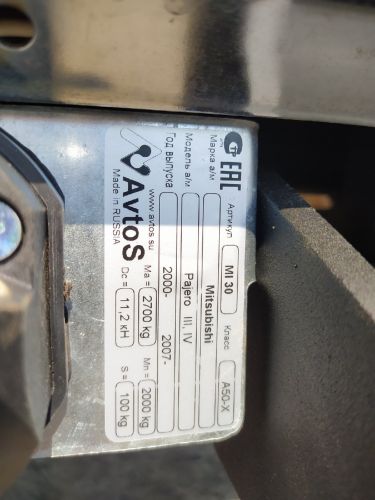 EAC Артикул MI 30 Класс A50-X
Марка а/м Mitsubishi
Модель а/м Pajero III, IV
Год выпуска 2000- 2007-
www.avtos.su Ma = 2700 kg Mn = 2000 kg
AvtoS
Made in RUSSIA Dc = 11,2 кН S = 100 kg